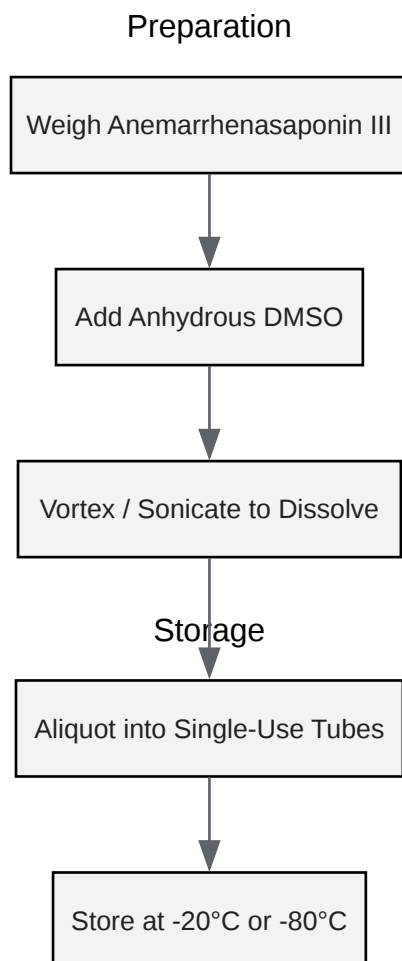 Preparation
Weigh Anemarrhenasaponin III
Add Anhydrous DMSO
Vortex / Sonicate to Dissolve
Storage
Aliquot into Single-Use Tubes
Store at -20°C or -80°C